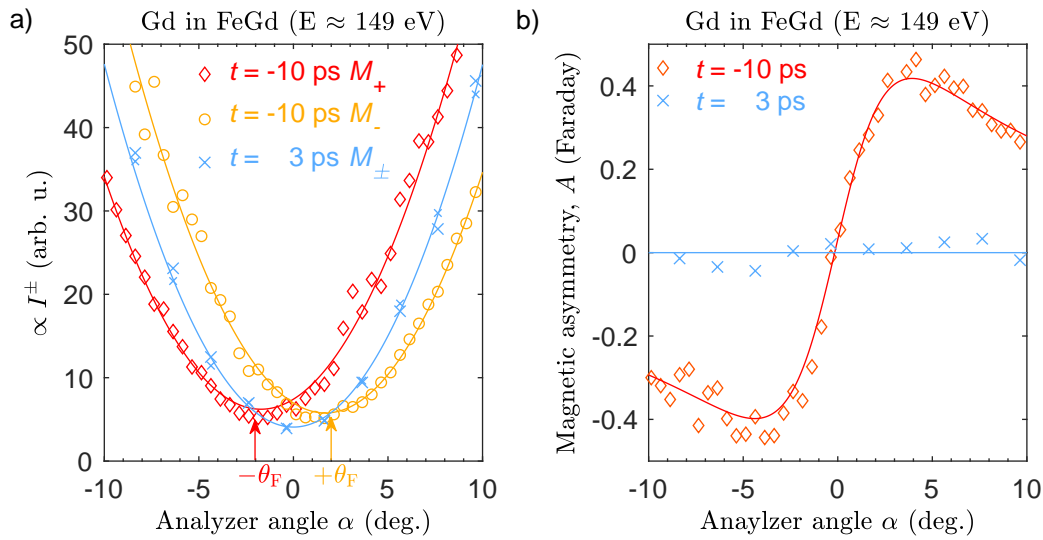 a)
Gd in FeGd (E ≈ 149 eV)
50
40
30
20
10
0
∝ I± (arb. u.)
t = -10 ps M+
t = -10 ps M-
t = 3 ps M±
−θF
+θF
-10
-5
0
5
10
Analyzer angle α (deg.)
b)
Gd in FeGd (E ≈ 149 eV)
0.4
0.2
0
-0.2
-0.4
Magnetic asymmetry, A (Faraday)
t = -10 ps
t = 3 ps
-10
-5
0
5
10
Anaylzer angle α (deg.)